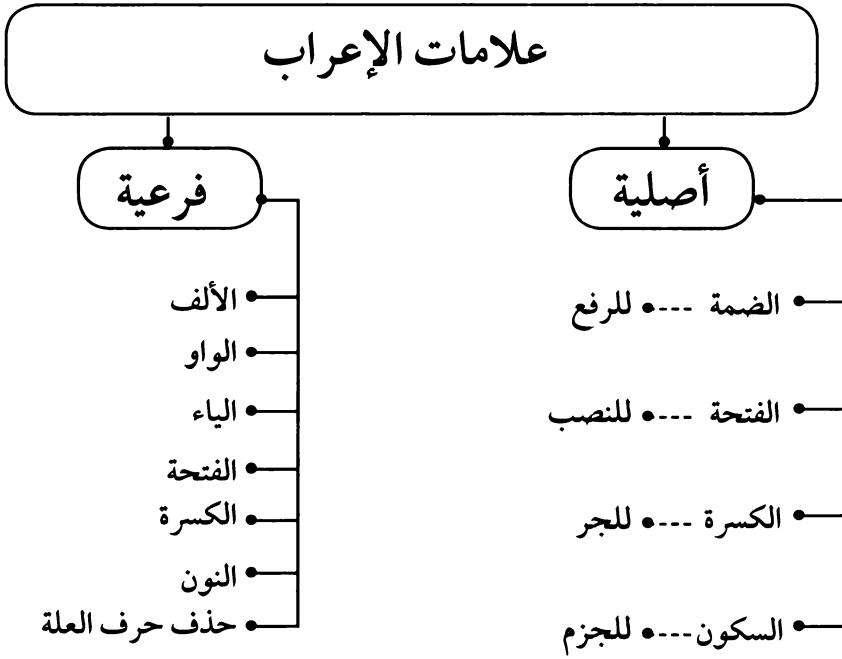 علامات الإعراب
أصلية
الضمة --- للرفع
الفتحة --- للنصب
الكسرة --- للجر
السكون --- للجزم
فرعية
الألف
الواو
الياء
الفتحة
الكسرة
النون
حذف حرف العلة